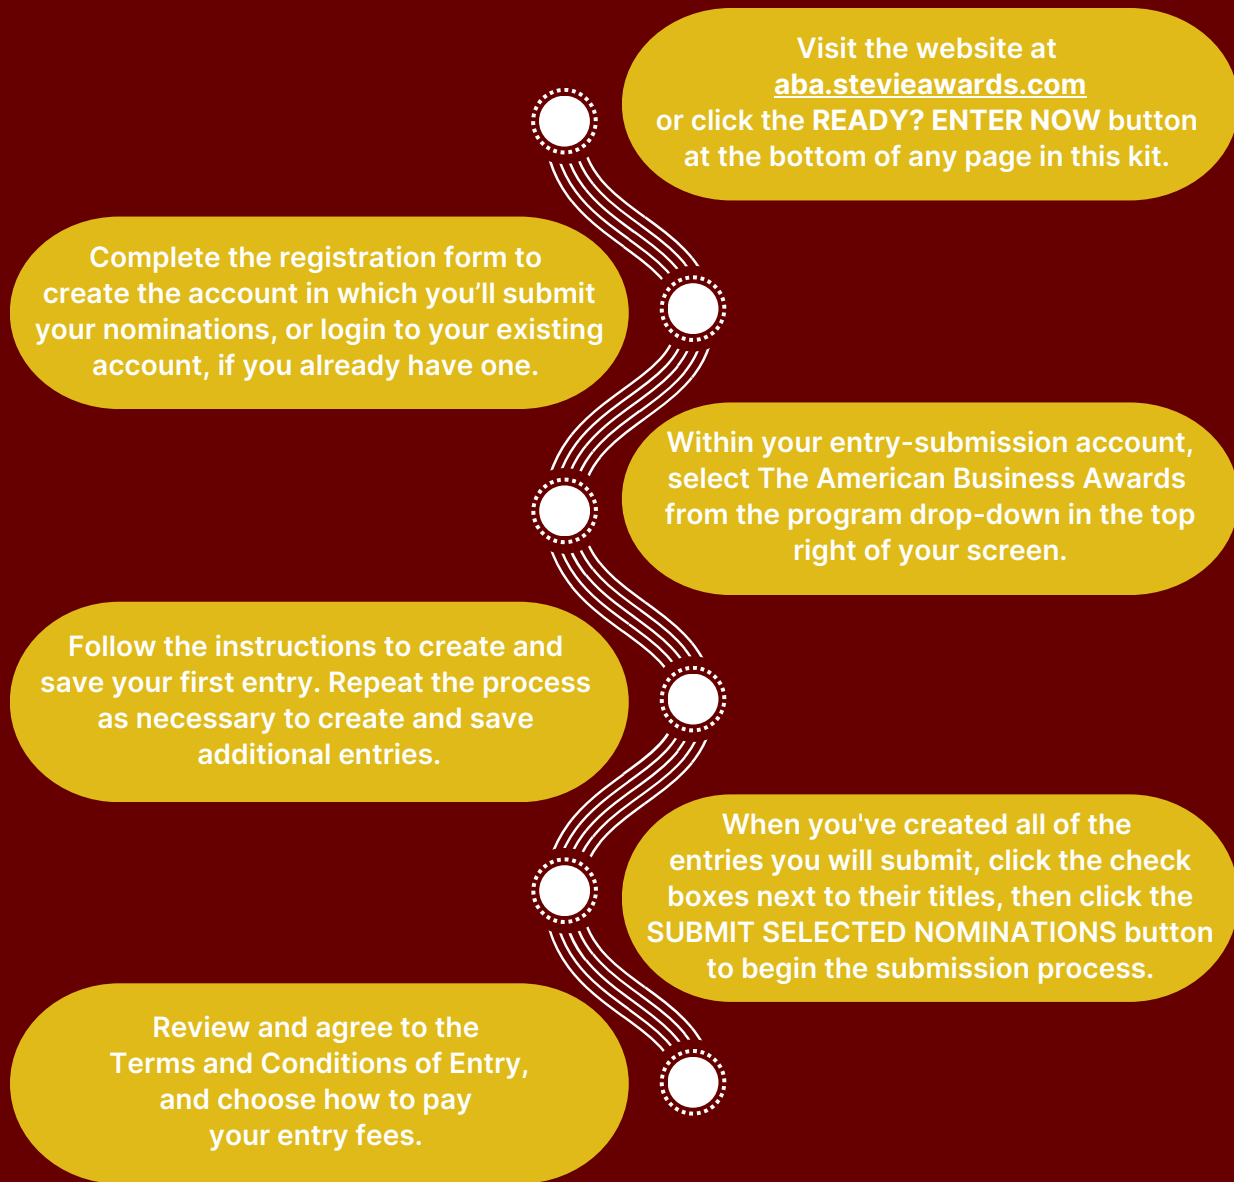 Visit the website at
aba.stevieawards.com
or click the READY? ENTER NOW button
at the bottom of any page in this kit.
Complete the registration form to
create the account in which you’ll submit
your nominations, or login to your existing
account, if you already have one.
Within your entry-submission account,
select The American Business Awards
from the program drop-down in the top
right of your screen.
Follow the instructions to create and
save your first entry. Repeat the process
as necessary to create and save
additional entries.
When you've created all of the
entries you will submit, click the check
boxes next to their titles, then click the
SUBMIT SELECTED NOMINATIONS button
to begin the submission process.
Review and agree to the
Terms and Conditions of Entry,
and choose how to pay
your entry fees.